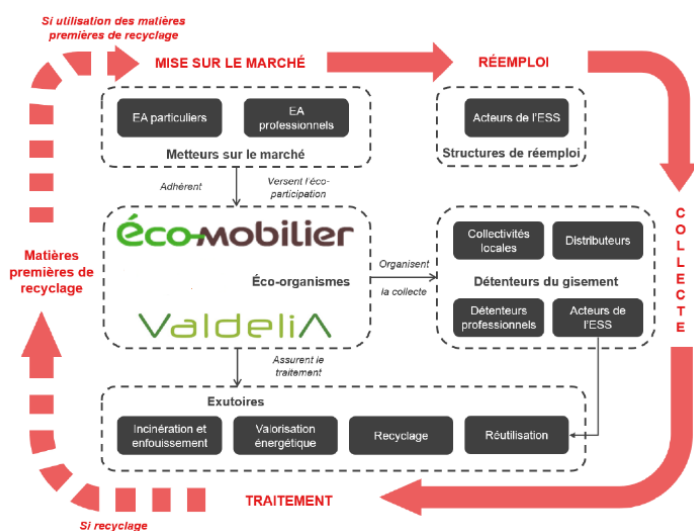 Si utilisation des matières
premières de recyclage
MISE SUR LE MARCHÉ
RÉEMPLOI
EA particuliers
EA
professionnels
Metteurs sur le marché
Acteurs de l'ESS
Structures de réemploi
Adhérent
Versent l'éco-
participation
éco-mobilier
Éco-organismes
ValdeliA
Organisent
la collecte
Collectivités
locales
Distributeurs
Détenteurs du gisement
Détenteurs
professionnels
Acteurs de
l'ESS
COLLECTE
Matières
premières de
recyclage
Assurent le
traitement
Exutoires
Incinération et
enfouissement
Valorisation
énergétique
Recyclage
Réutilisation
TRAITEMENT
Si recyclage